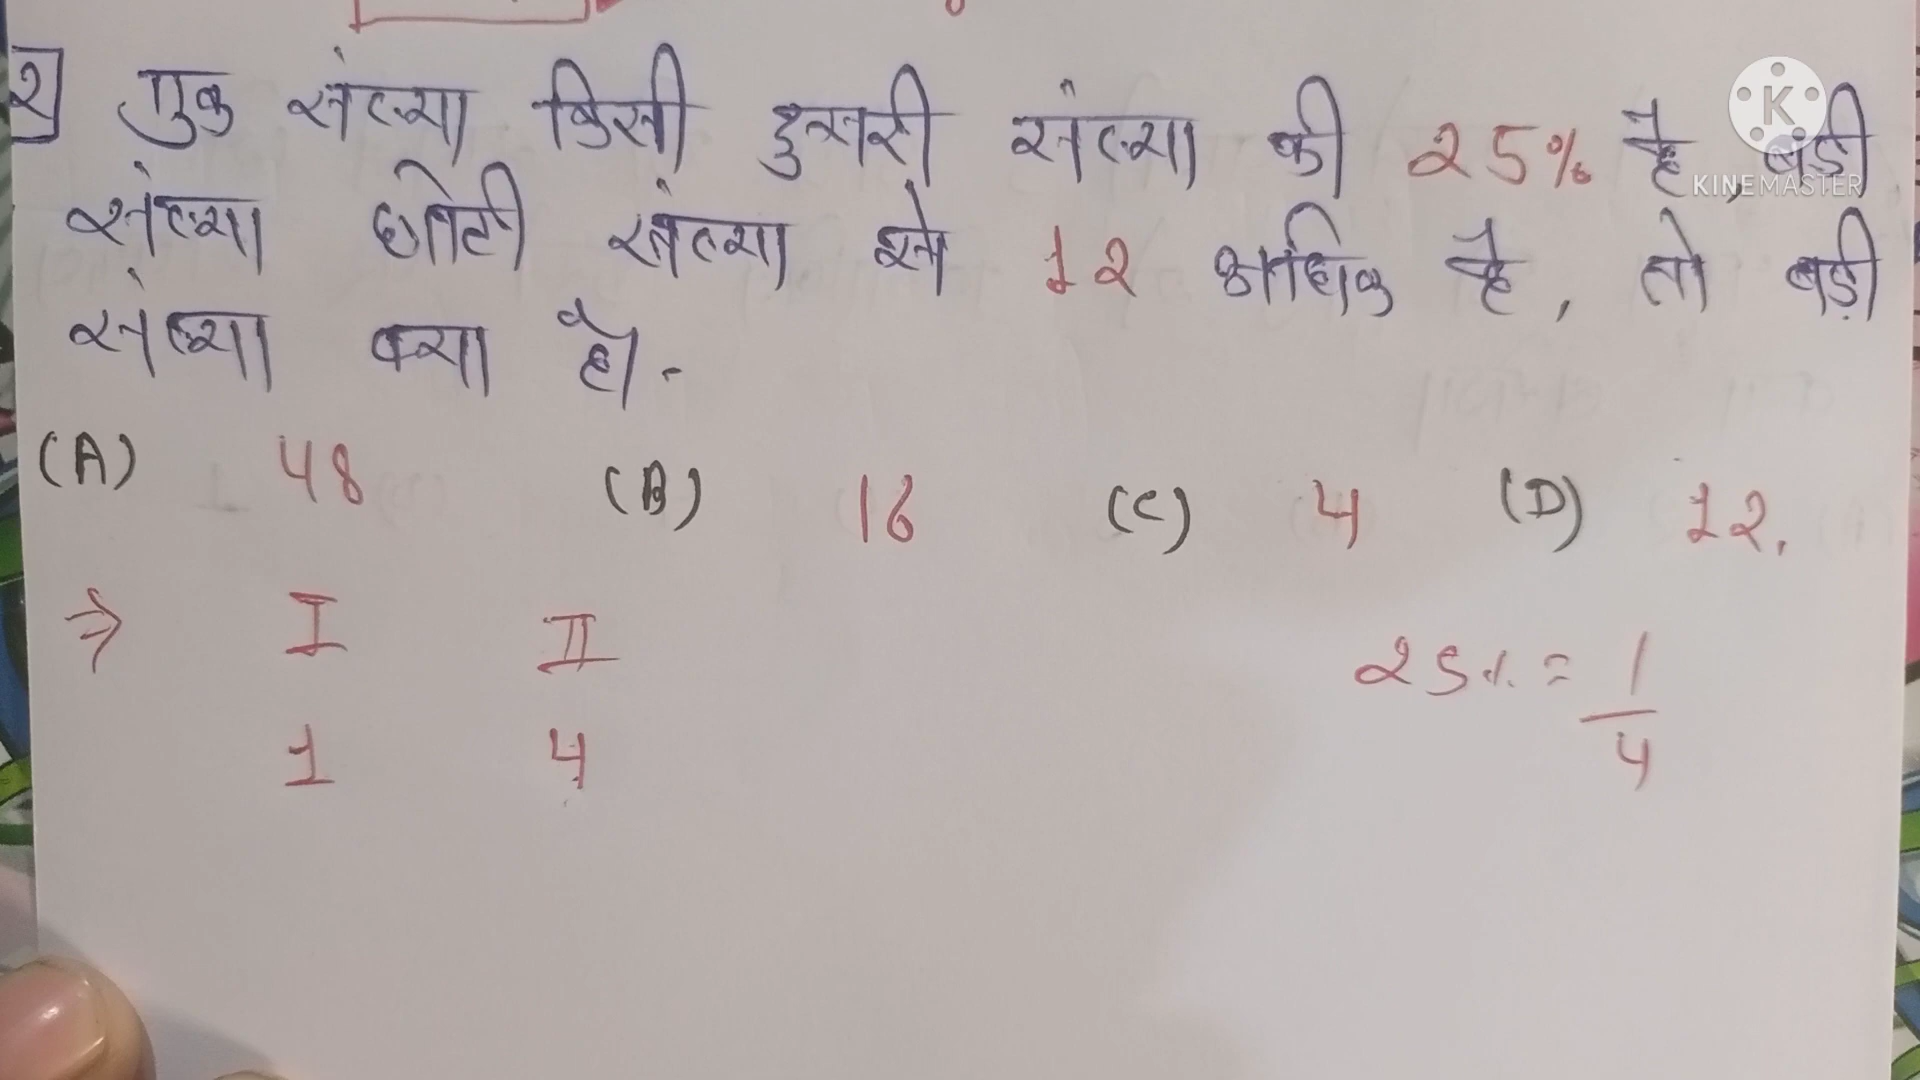 2] एक संख्या किसी दुसरी संख्या की 25% है, बड़ी
संख्या छोटी संख्या से 12 अधिक है, तो बड़ी
संख्या क्या है।-
(A) 48 (B) 16 (C) 4 (D) 12.
⇒ I II 25% = 1/4
1 4
K
KINEMASTER